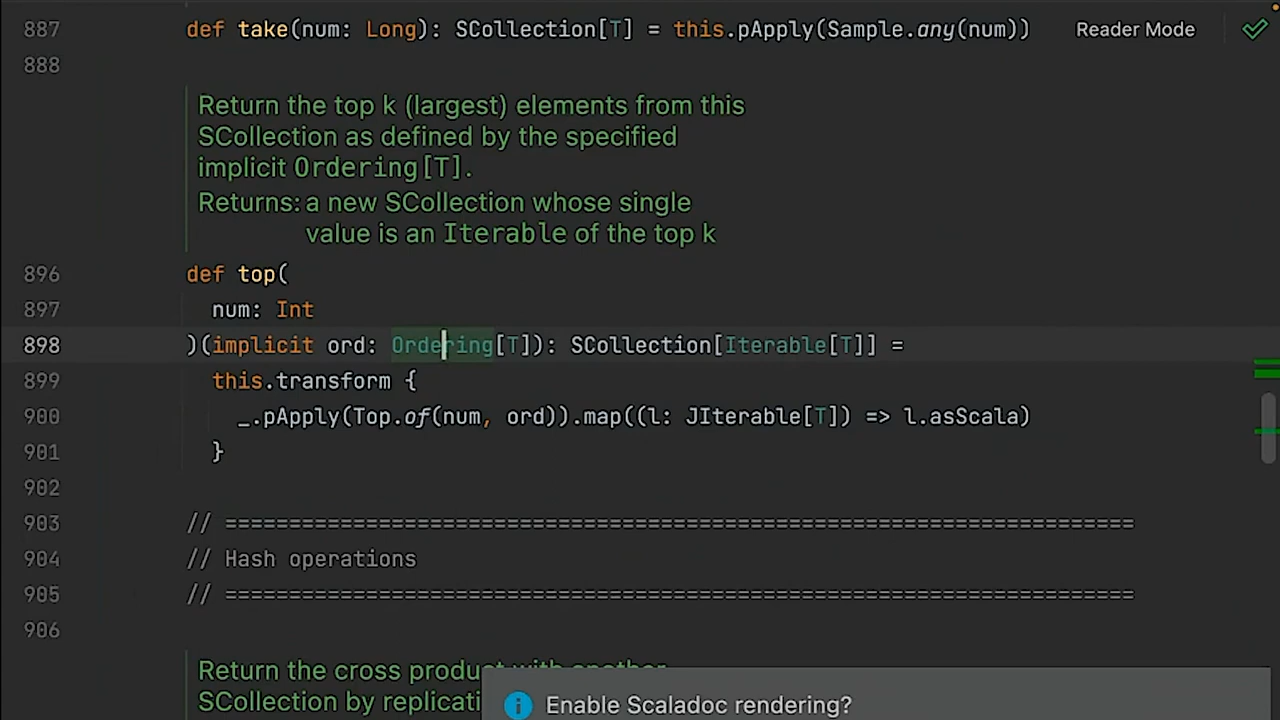 887 def take(num: Long): SCollection[T] = this.pApply(Sample.any(num)) Reader Mode
888
Return the top k (largest) elements from this
SCollection as defined by the specified
implicit Ordering[T].
Returns: a new SCollection whose single
value is an Iterable of the top k
896 def top(
897 num: Int
898 )(implicit ord: Ordering[T]): SCollection[Iterable[T]] =
899 this.transform {
900 _.pApply(Top.of(num, ord)).map((l: JIterable[T]) => l.asScala)
901 }
902
903 // =======================================================================
904 // Hash operations
905 // =======================================================================
906
Return the cross product with another
SCollection by replicati
Enable Scaladoc rendering?